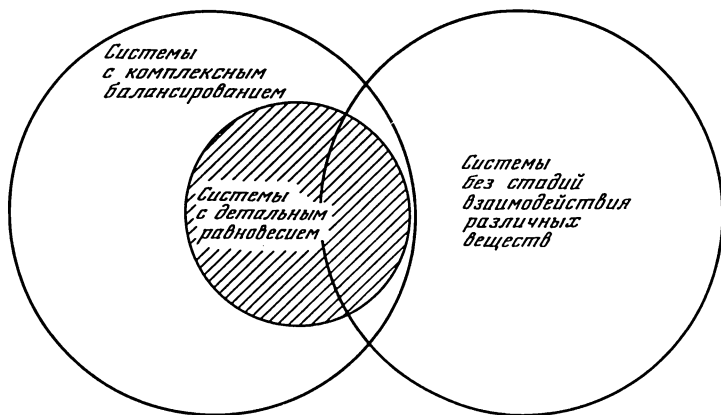 Системы
с комплексным
балансированием
Системы
с детальным
равновесием
Системы
без стадий
взаимодействия
различных
веществ